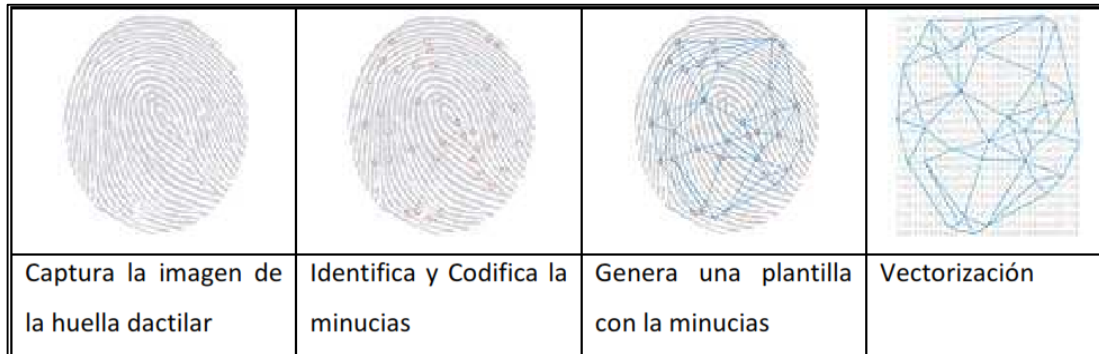 Captura la imagen de
la huella dactilar
Identifica y Codifica la
minucias
Genera una plantilla
con la minucias
Vectorización